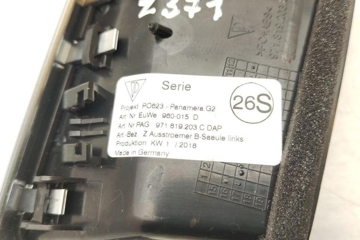 Z371
Serie
26S
Projekt PO623 - Panamera G2
Art Nr EuWe 960 015 D
Art Nr PAG 971 819 203 C DAP
Art-Bez. Z Ausstroemer B-Saeule links
Produktion KW 1 / 2018
Made in Germany